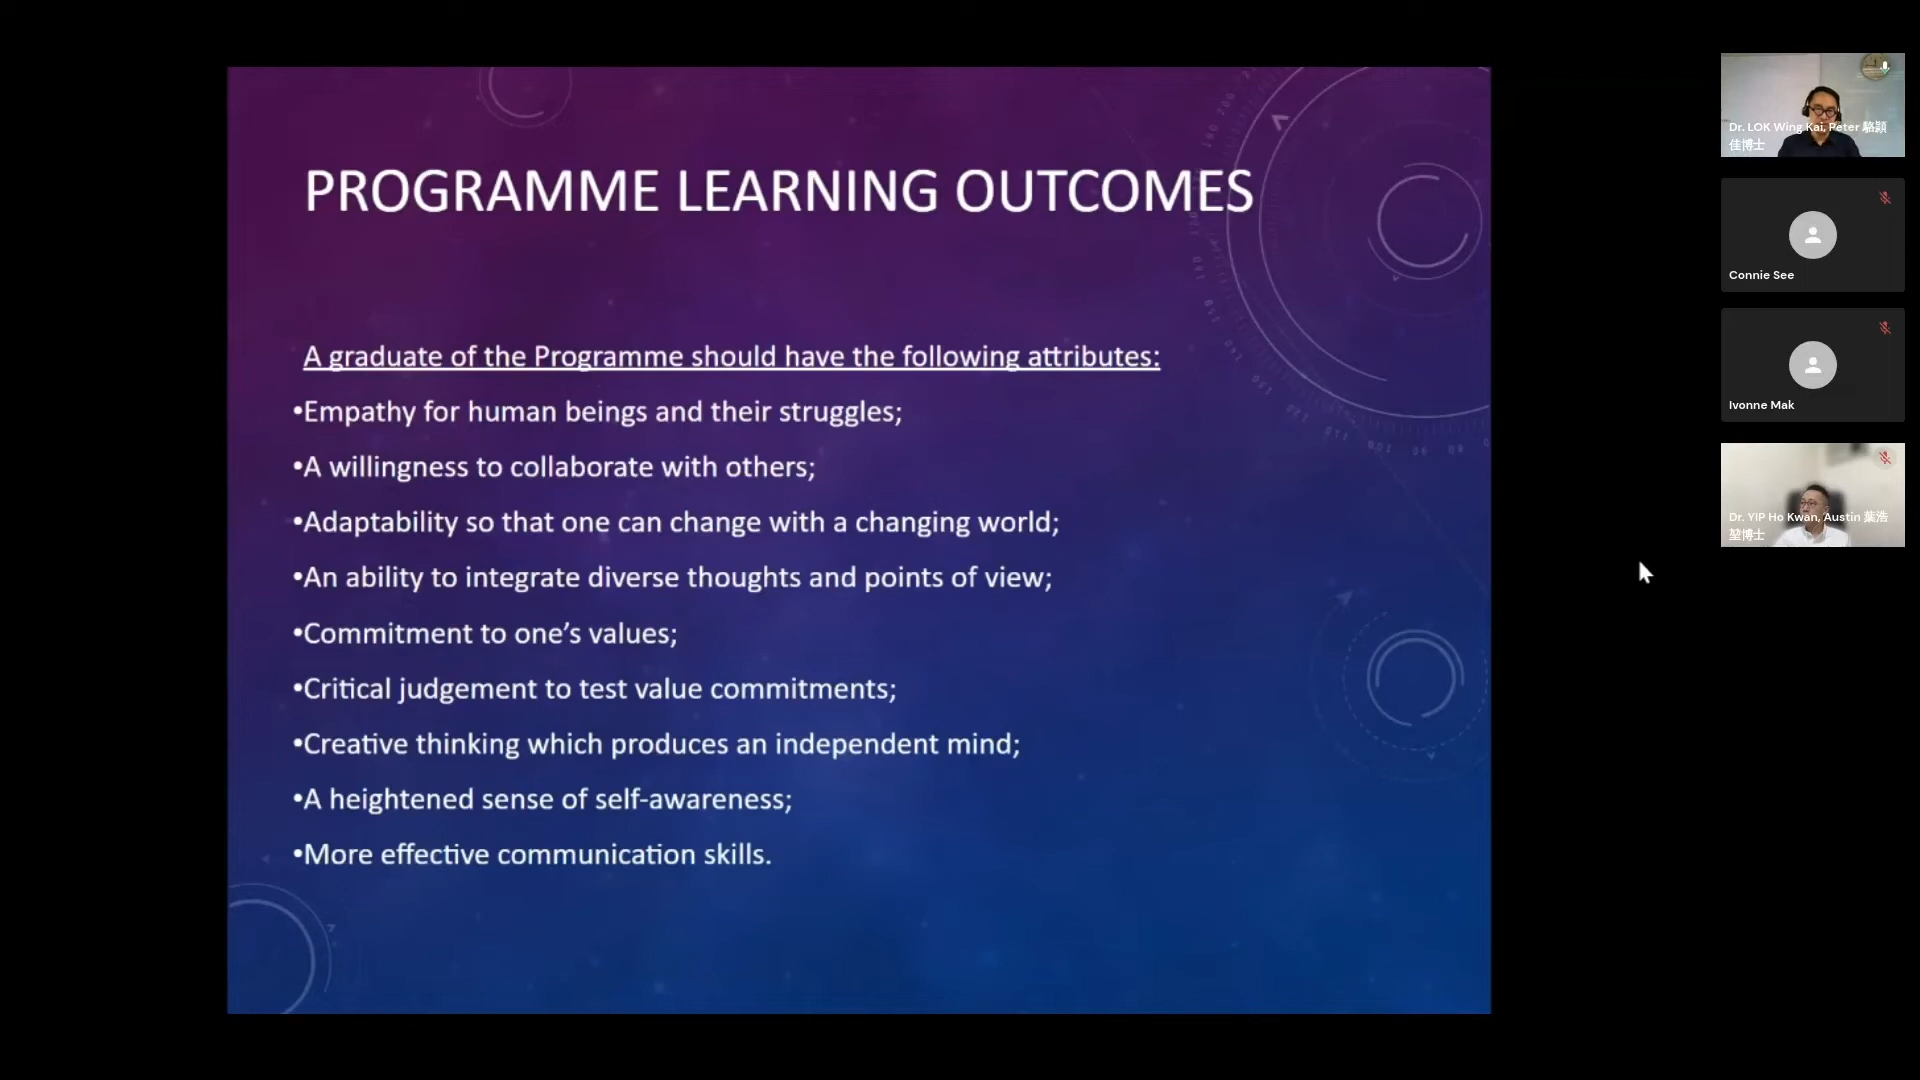 PROGRAMME LEARNING OUTCOMES
A graduate of the Programme should have the following attributes:
•Empathy for human beings and their struggles;
•A willingness to collaborate with others;
•Adaptability so that one can change with a changing world;
•An ability to integrate diverse thoughts and points of view;
•Commitment to one’s values;
•Critical judgement to test value commitments;
•Creative thinking which produces an independent mind;
•A heightened sense of self-awareness;
•More effective communication skills.
Dr. LOK Wing Kai, Peter 駱穎
佳博士
Connie See
Ivonne Mak
Dr. YIP Ho Kwan, Austin 葉浩
堃博士